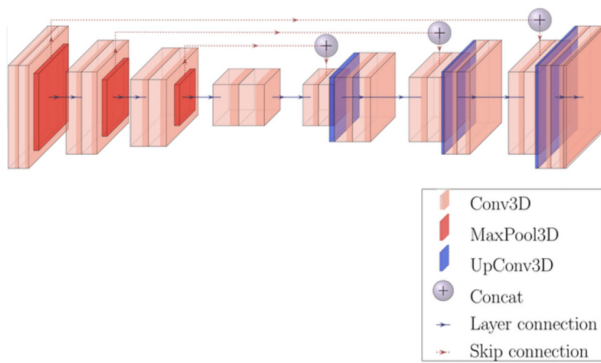 +
+
+
Conv3D
MaxPool3D
UpConv3D
+ Concat
Layer connection
Skip connection